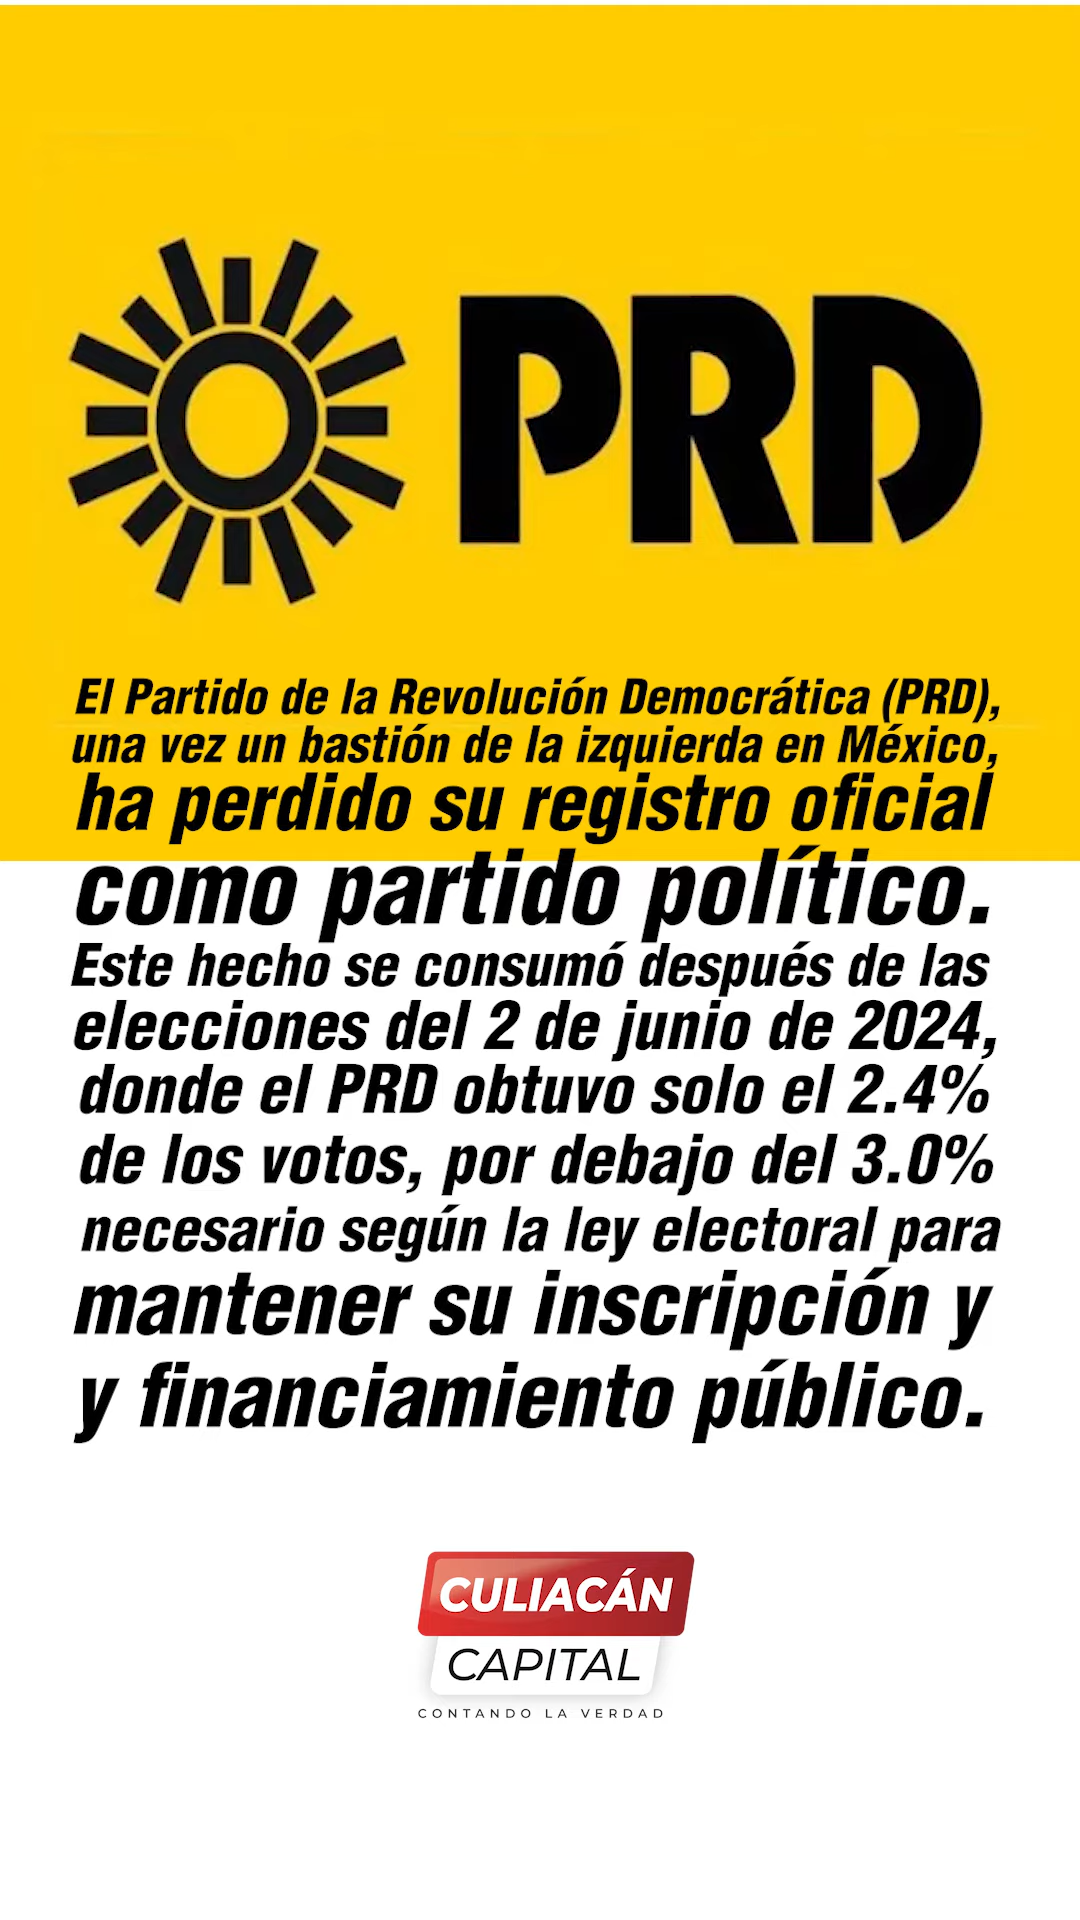 PRD
El Partido de la Revolución Democrática (PRD),
una vez un bastión de la izquierda en México,
ha perdido su registro oficial
como partido político.
Este hecho se consumó después de las
elecciones del 2 de junio de 2024,
donde el PRD obtuvo solo el 2.4%
de los votos, por debajo del 3.0%
necesario según la ley electoral para
mantener su inscripción y
y financiamiento público.
CULIACÁN
CAPITAL
CONTANDO LA VERDAD